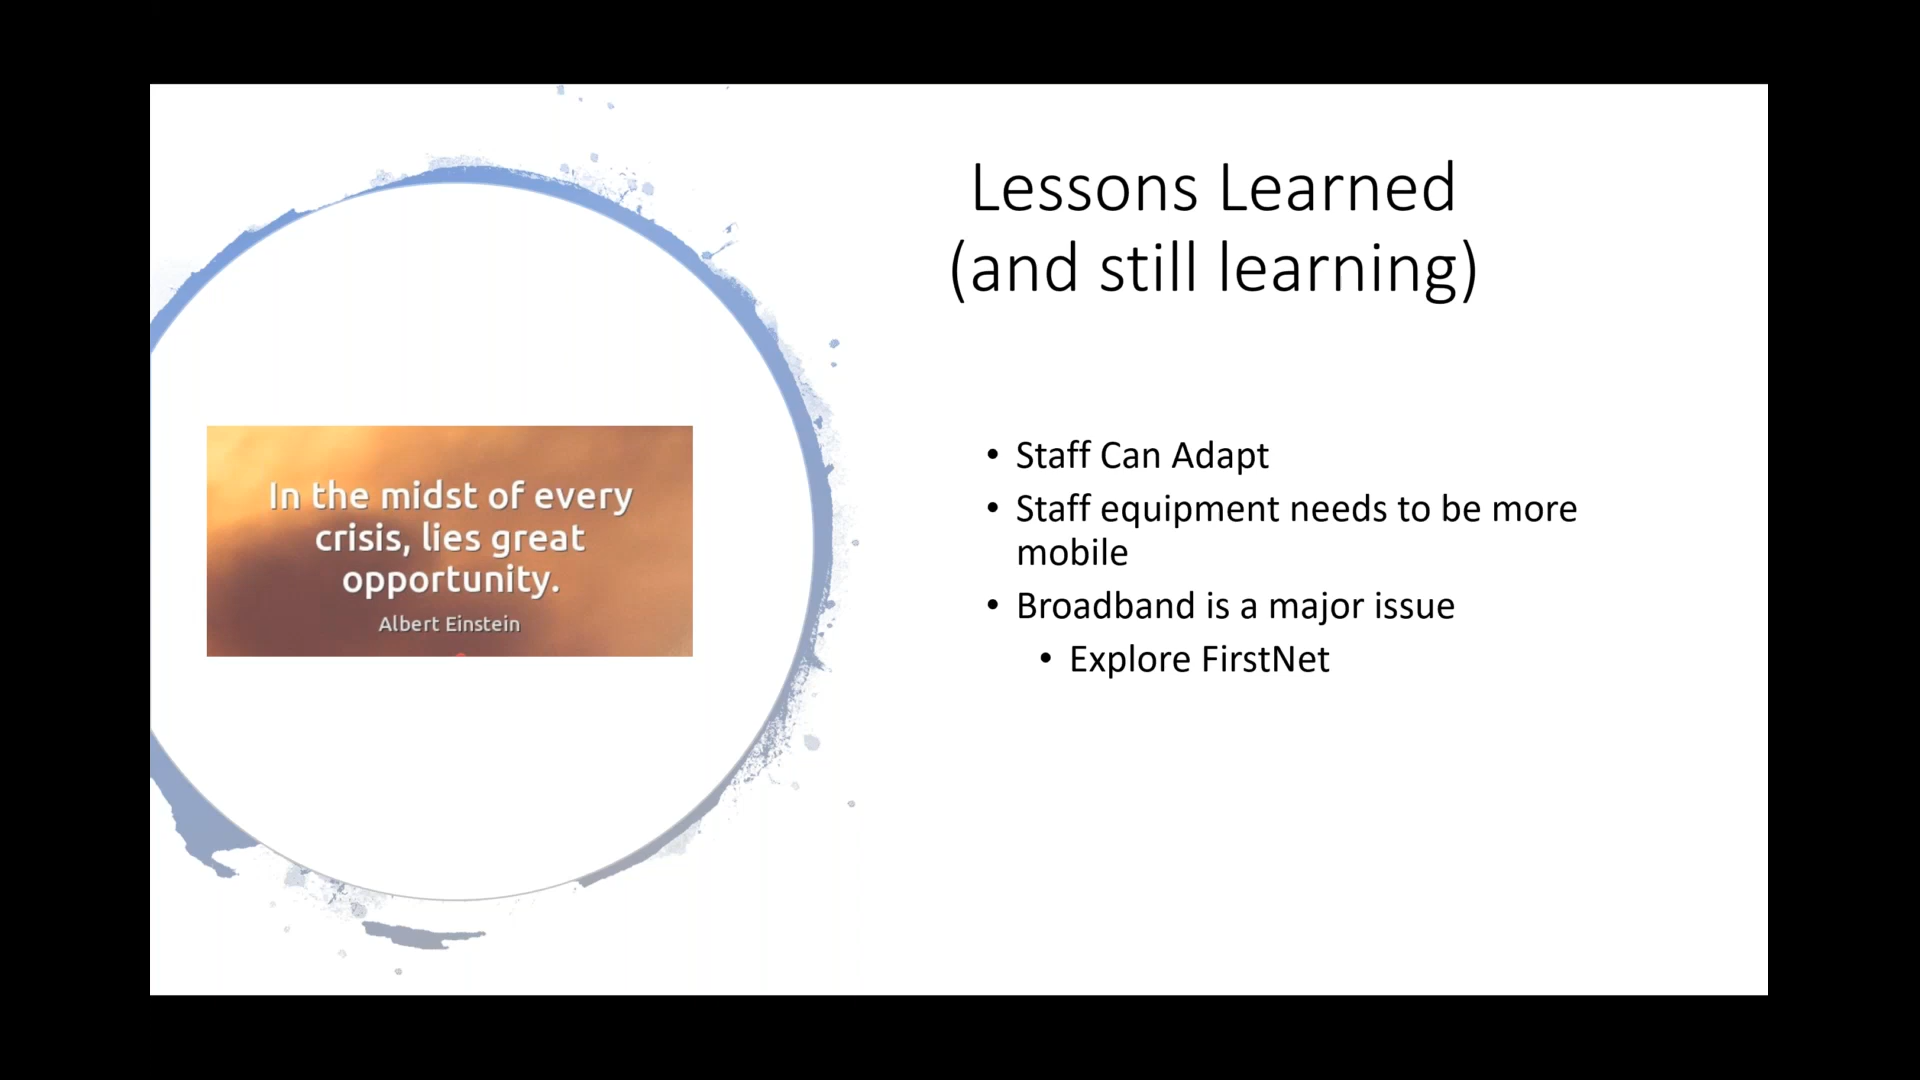 Lessons Learned
(and still learning)
In the midst of every
crisis, lies great
opportunity.
Albert Einstein
• Staff Can Adapt
• Staff equipment needs to be more
mobile
• Broadband is a major issue
• Explore FirstNet